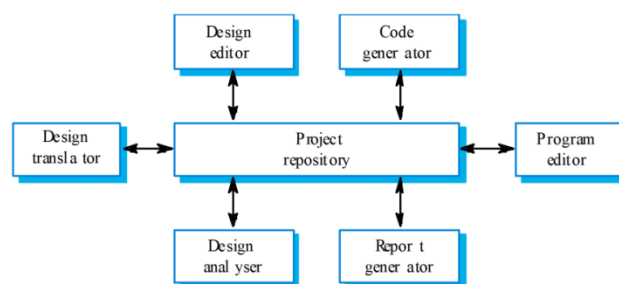 Design
editor
Code
gener ator
Design
transla tor
Project
repository
Program
editor
Design
anal yser
Repor t
gener ator